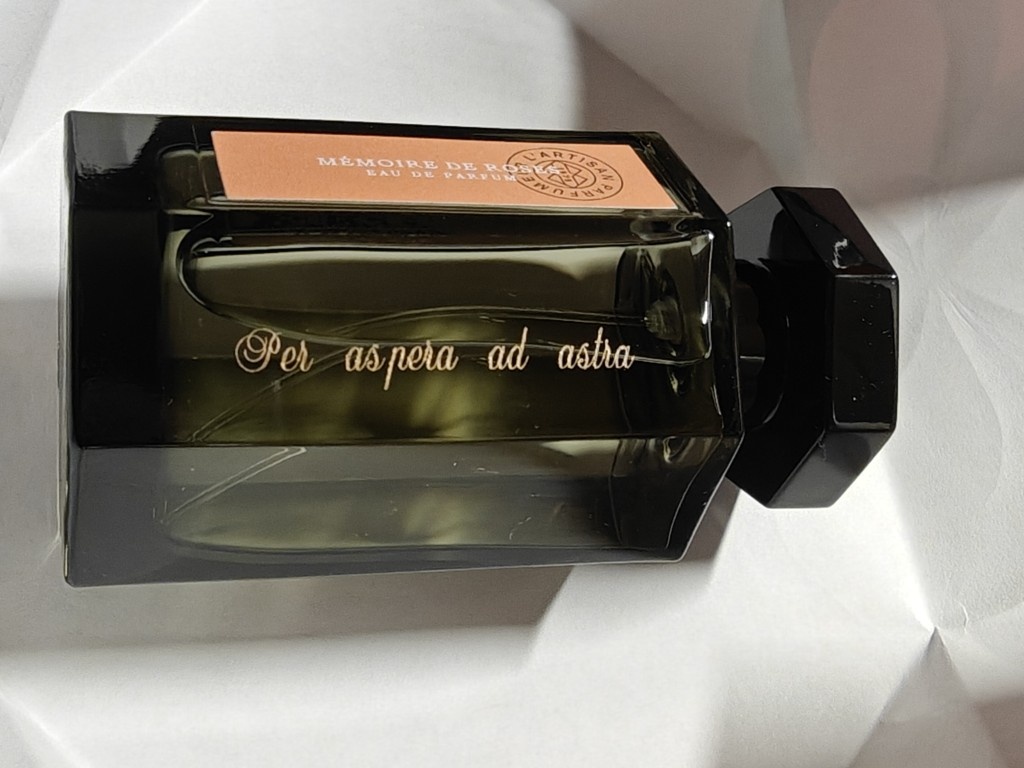 MÉMOIRE DE ROSES
EAU DE PARFUM
L'ARTISAN PARFUMEUR
Per aspera ad astra